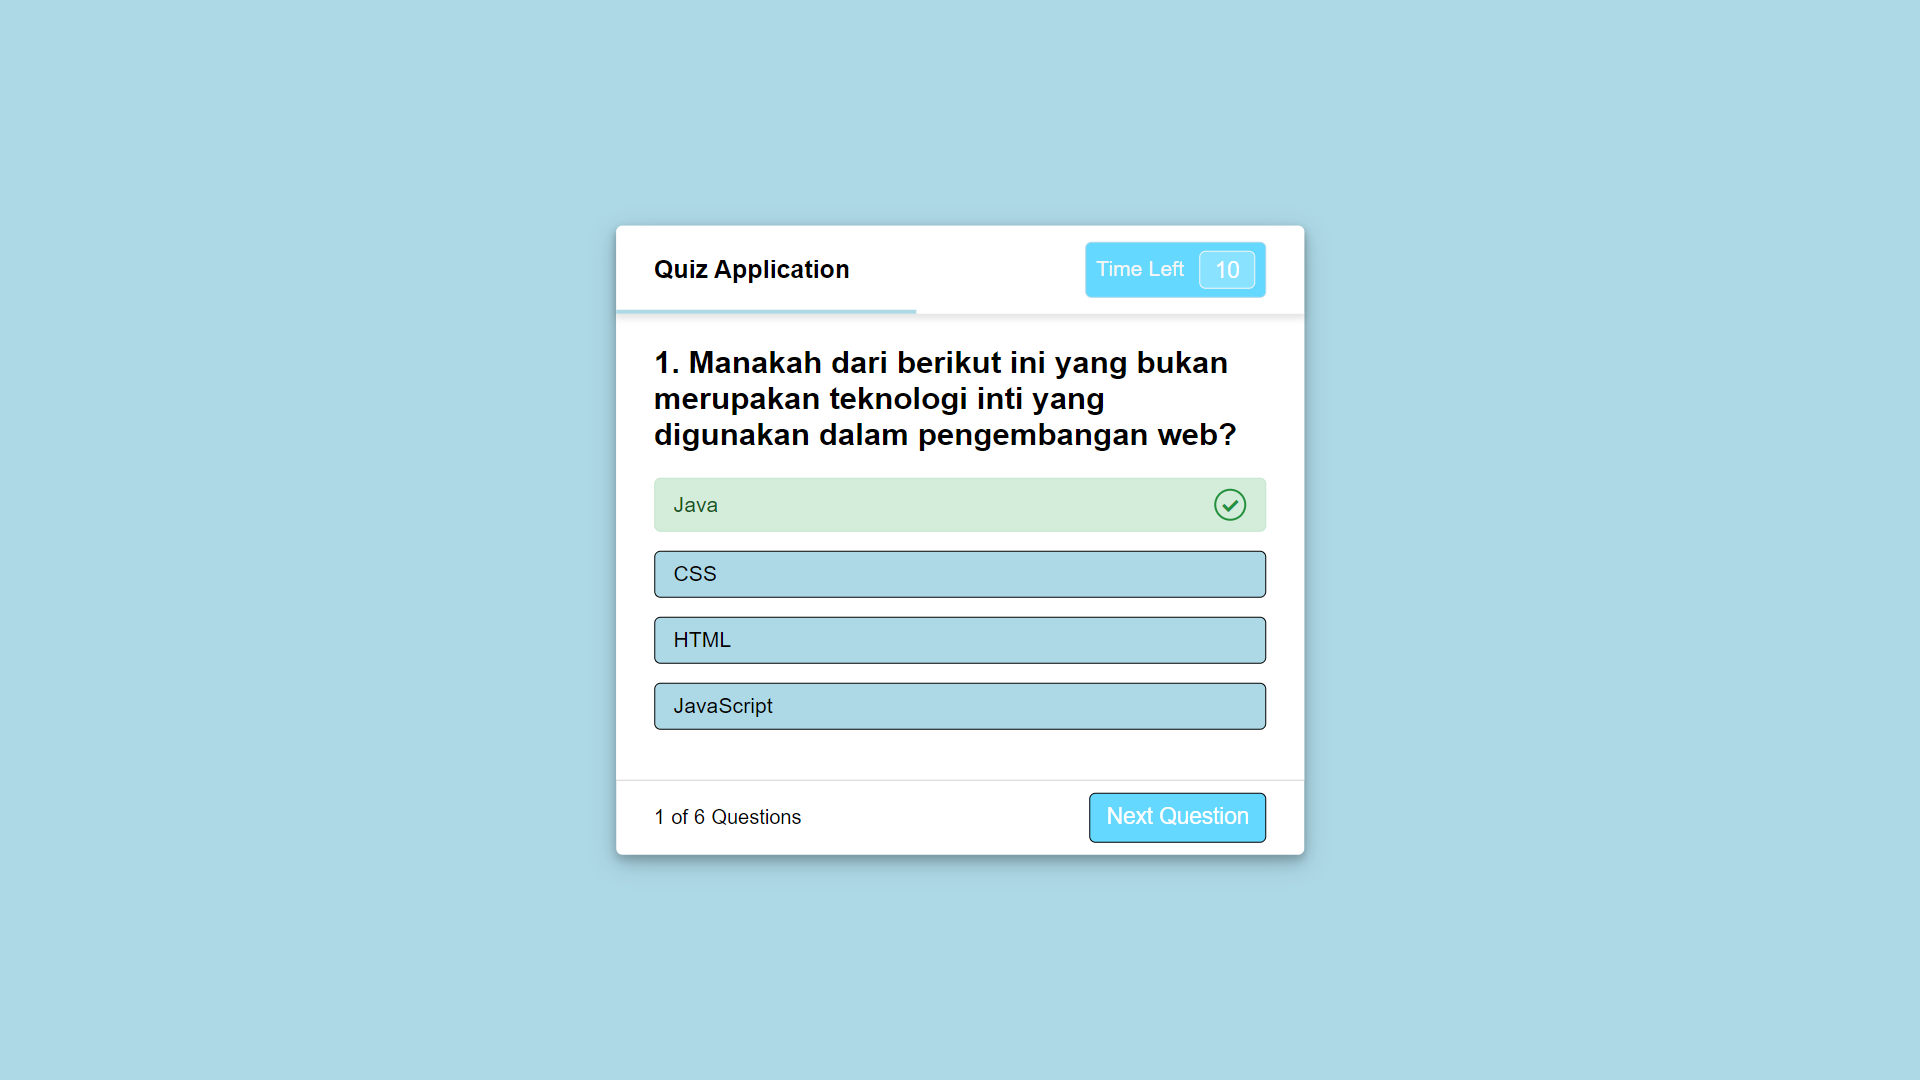 Quiz Application
Time Left 10
1. Manakah dari berikut ini yang bukan
merupakan teknologi inti yang
digunakan dalam pengembangan web?
Java
CSS
HTML
JavaScript
1 of 6 Questions
Next Question